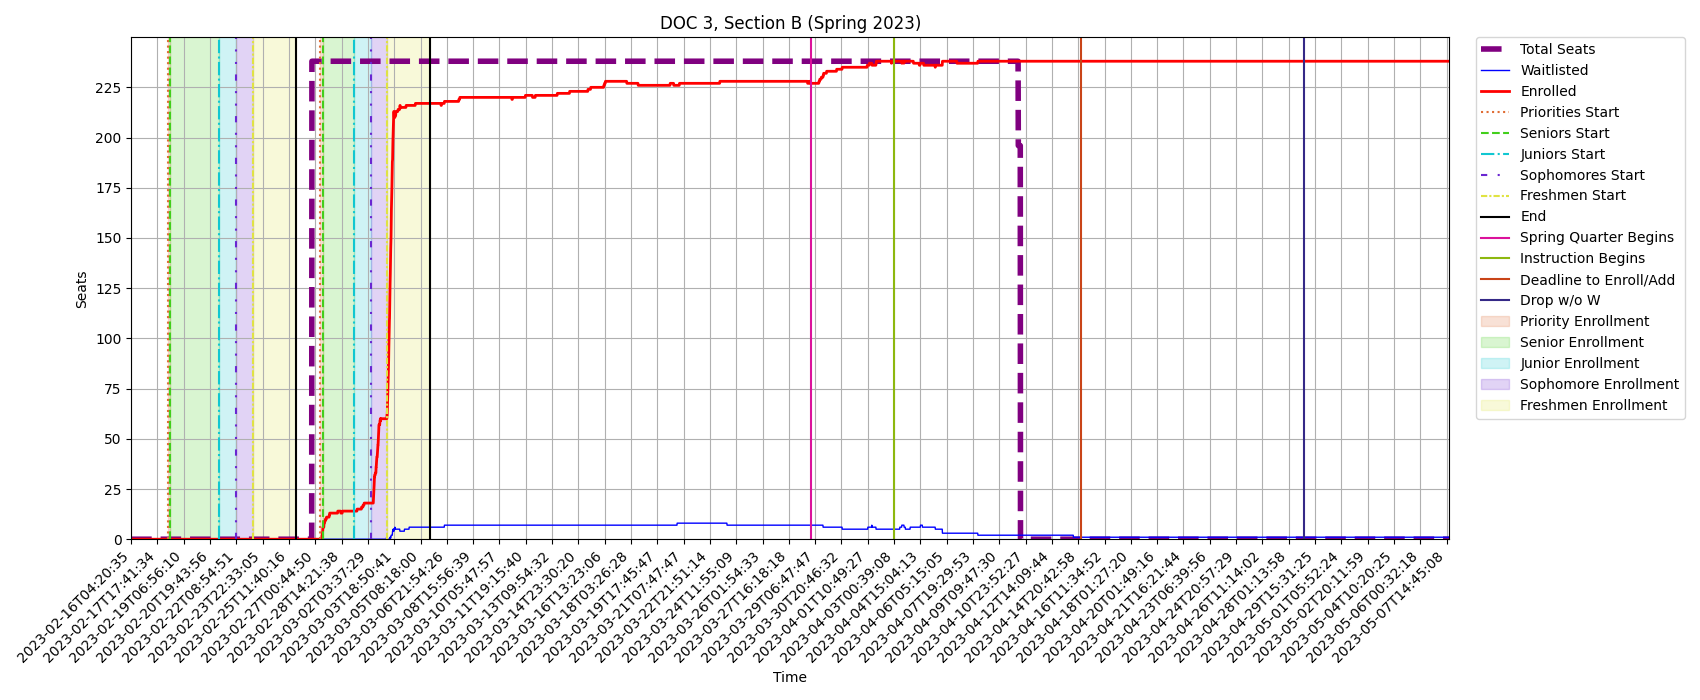 DOC 3, Section B (Spring 2023)
Seats
225
200
175
150
125
100
75
50
25
0
2023-02-16T04:20:35
2023-02-17T17:41:34
2023-02-19T06:56:10
2023-02-20T19:43:56
2023-02-22T08:54:51
2023-02-23T22:33:05
2023-02-25T11:40:16
2023-02-27T00:44:50
2023-02-28T14:21:38
2023-03-02T03:37:29
2023-03-03T18:50:41
2023-03-05T08:18:00
2023-03-06T21:54:26
2023-03-08T15:56:39
2023-03-10T05:47:57
2023-03-11T19:15:40
2023-03-13T09:54:32
2023-03-14T23:30:20
2023-03-16T13:23:06
2023-03-18T03:26:28
2023-03-19T17:45:47
2023-03-21T07:47:47
2023-03-22T21:51:14
2023-03-24T11:55:09
2023-03-26T01:54:33
2023-03-27T16:18:18
2023-03-29T06:47:47
2023-03-30T20:46:32
2023-04-01T10:49:27
2023-04-03T00:39:08
2023-04-04T15:04:13
2023-04-06T05:15:05
2023-04-07T19:29:53
2023-04-09T09:47:30
2023-04-10T23:52:27
2023-04-12T14:09:44
2023-04-14T20:42:58
2023-04-16T11:34:52
2023-04-18T01:27:20
2023-04-20T01:49:16
2023-04-21T16:21:44
2023-04-23T06:39:56
2023-04-24T20:57:29
2023-04-26T11:14:02
2023-04-28T01:13:58
2023-04-29T15:31:25
2023-05-01T05:52:24
2023-05-02T20:11:59
2023-05-04T10:20:25
2023-05-06T00:32:18
2023-05-07T14:45:08
Time
Total Seats
Waitlisted
Enrolled
Priorities Start
Seniors Start
Juniors Start
Sophomores Start
Freshmen Start
End
Spring Quarter Begins
Instruction Begins
Deadline to Enroll/Add
Drop w/o W
Priority Enrollment
Senior Enrollment
Junior Enrollment
Sophomore Enrollment
Freshmen Enrollment